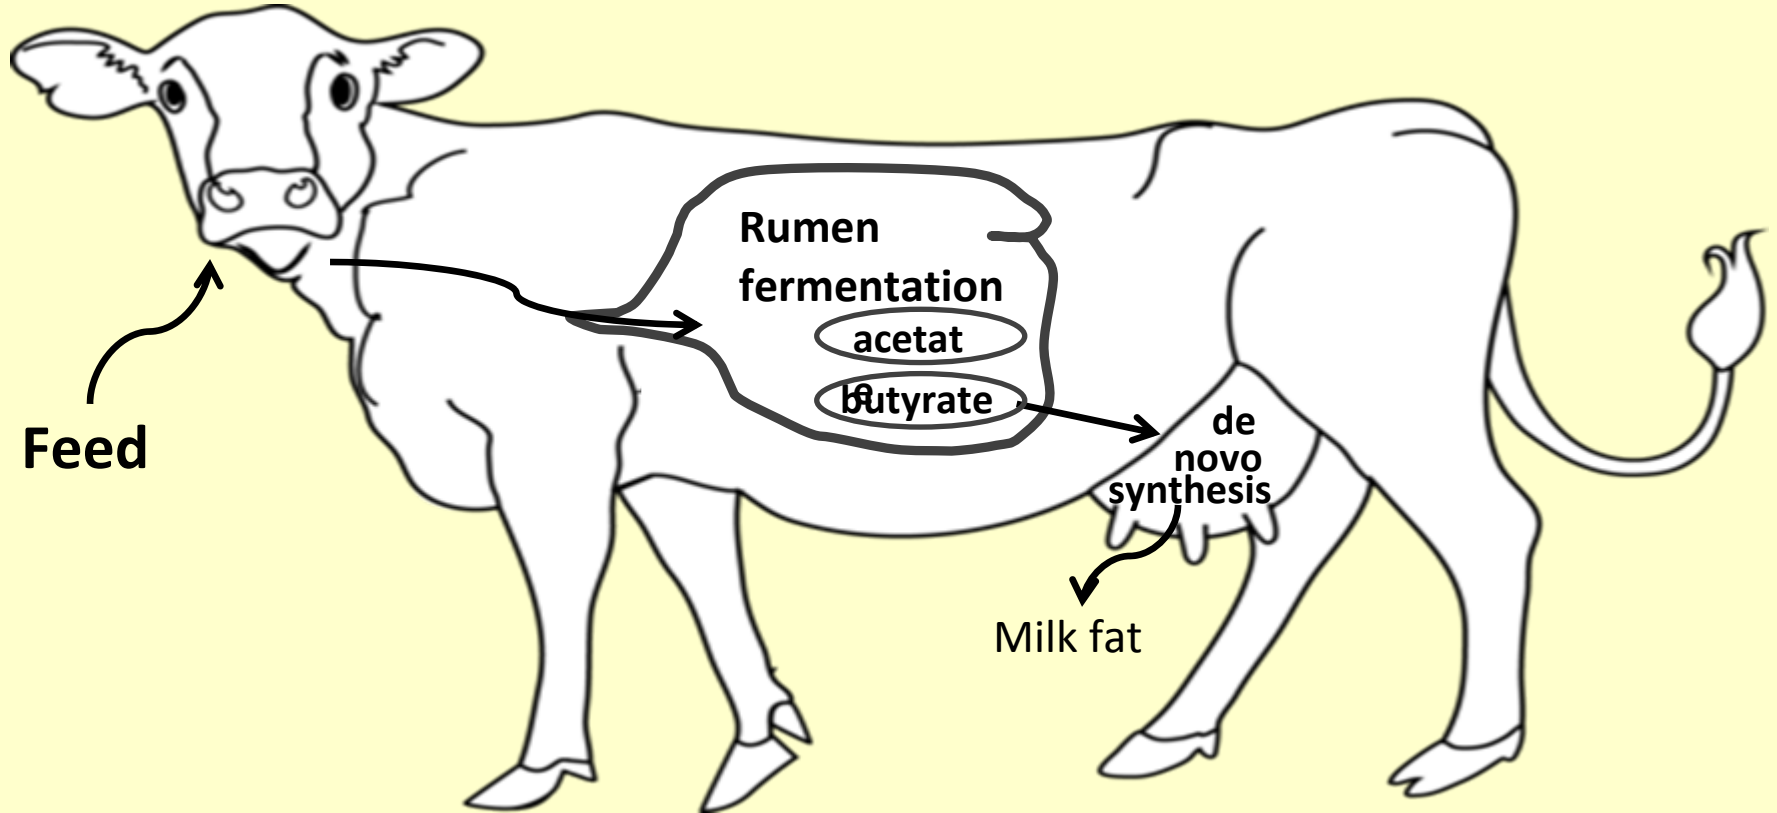 Rumen
fermentation
acetat
e
butyrate
de
novo
synthesis
Feed
Milk fat